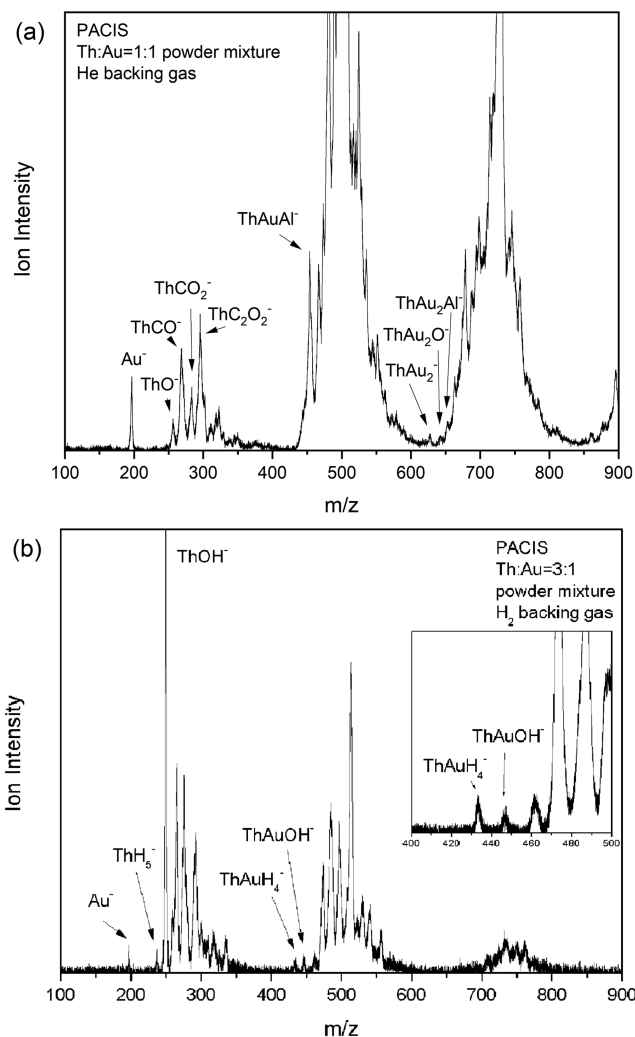 (a)
PACIS
Th:Au=1:1 powder mixture
He backing gas
Ion Intensity
ThAuAl⁻
ThCO₂⁻
ThCO⁻
ThC₂O₂⁻
Au⁻
ThO⁻
ThAu₂Al⁻
ThAu₂O⁻
ThAu₂⁻
100 200 300 400 500 600 700 800 900
m/z
(b)
ThOH⁻
PACIS
Th:Au=3:1
powder mixture
H₂ backing gas
Ion Intensity
ThAuOH⁻
ThAuH₄⁻
400 420 440 460 480 500
ThH₅⁻
ThAuOH⁻
ThAuH₄⁻
Au⁻
100 200 300 400 500 600 700 800 900
m/z